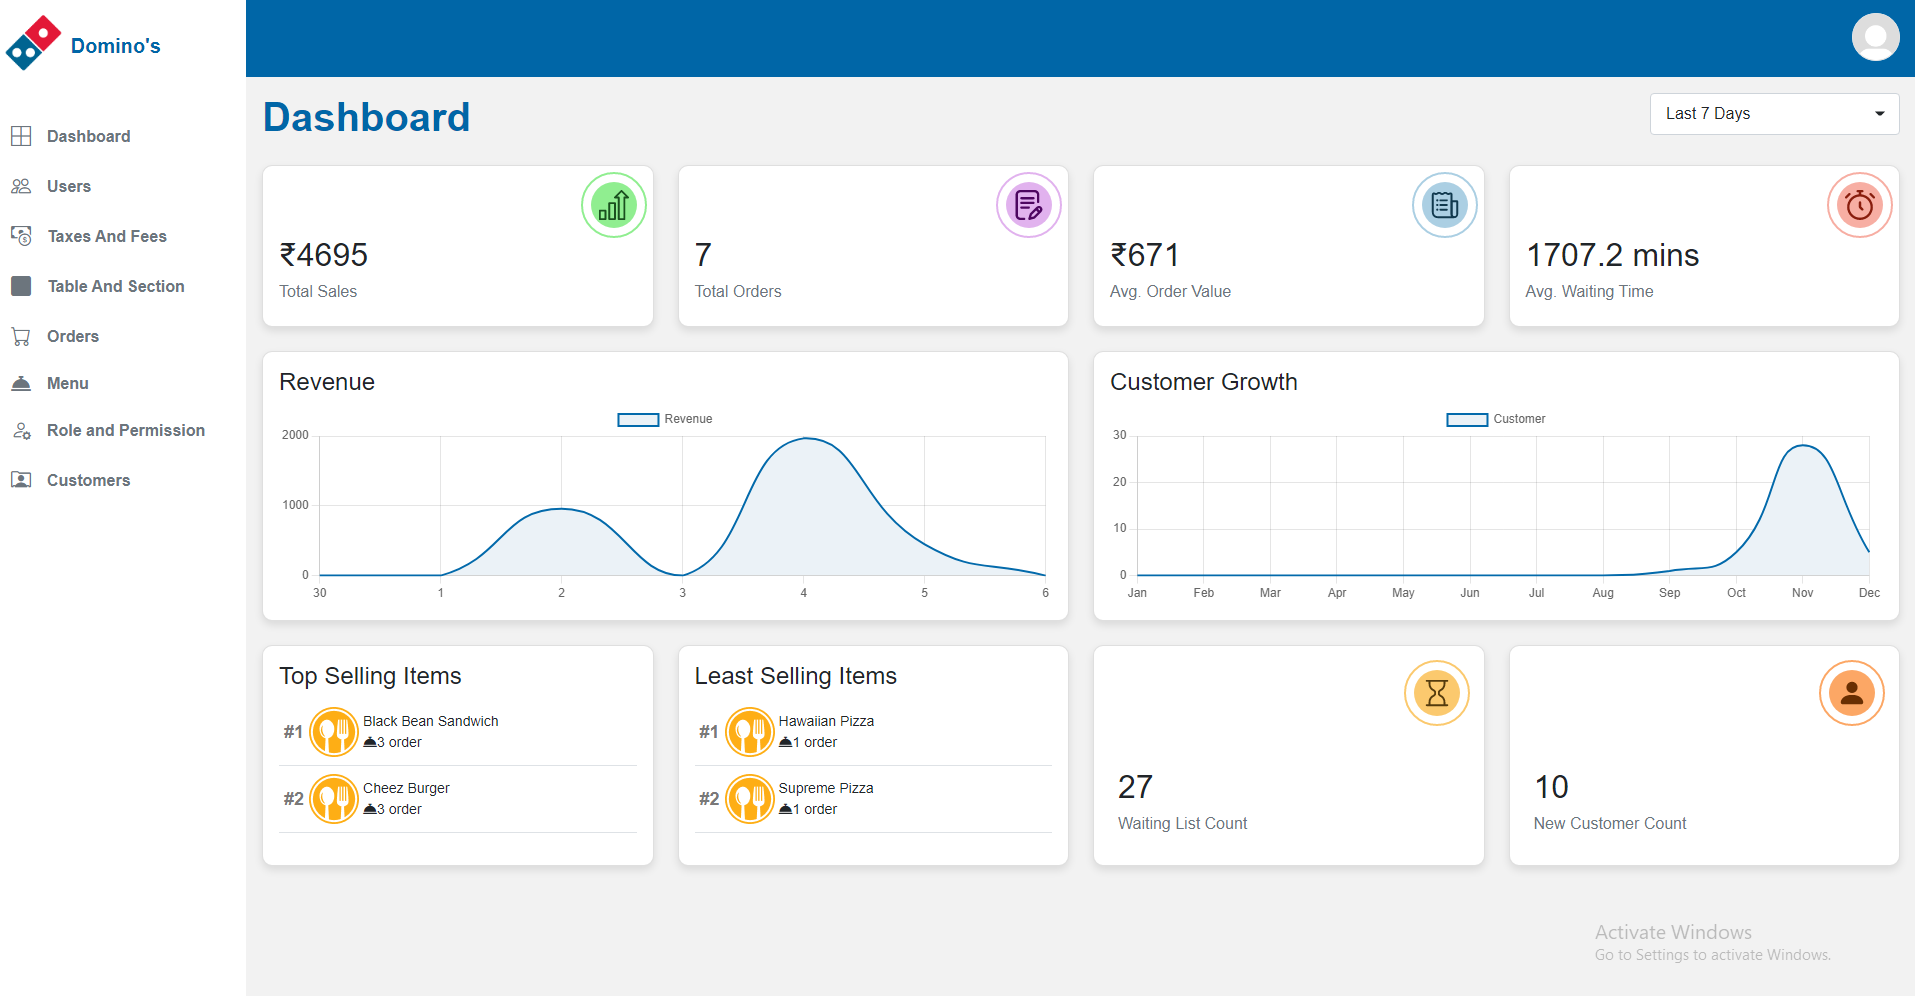 Domino's
Dashboard
Users
Taxes And Fees
Table And Section
Orders
Menu
Role and Permission
Customers
Dashboard
Last 7 Days
₹4695
Total Sales
7
Total Orders
₹671
Avg. Order Value
1707.2 mins
Avg. Waiting Time
Revenue
Revenue
2000
1000
0
30 1 2 3 4 5 6
Customer Growth
Customer
30
20
10
0
Jan Feb Mar Apr May Jun Jul Aug Sep Oct Nov Dec
Top Selling Items
#1
Black Bean Sandwich
3 order
#2
Cheez Burger
3 order
Least Selling Items
#1
Hawaiian Pizza
1 order
#2
Supreme Pizza
1 order
27
Waiting List Count
10
New Customer Count
Activate Windows
Go to Settings to activate Windows.